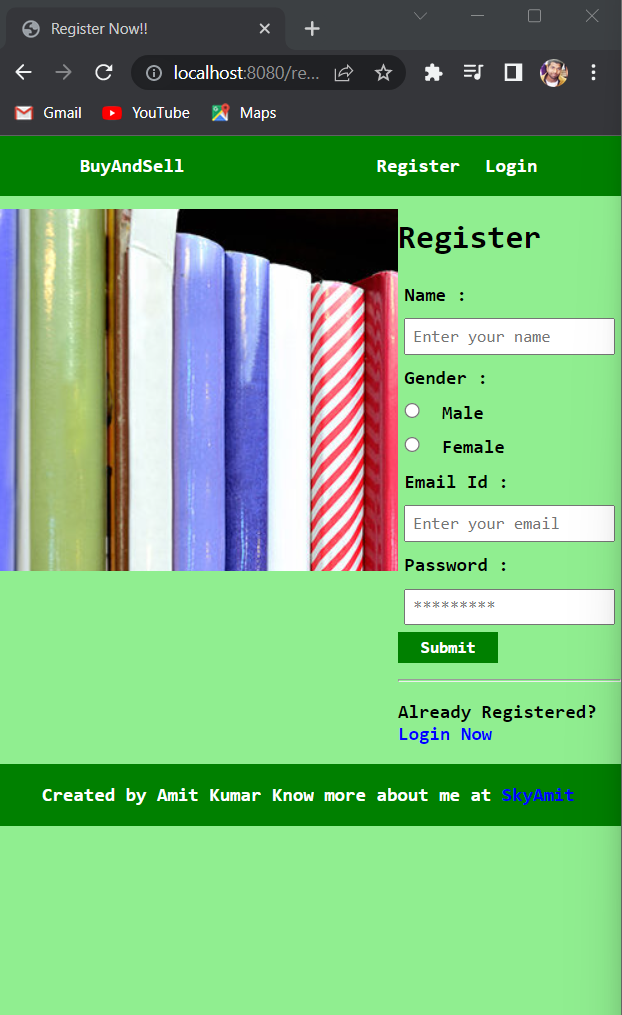 Register Now!!
localhost:8080/re...
Gmail YouTube Maps
BuyAndSell Register Login
Register
Name :
Enter your name
Gender :
Male
Female
Email Id :
Enter your email
Password :
*********
Submit
Already Registered?
Login Now
Created by Amit Kumar Know more about me at SkyAmit